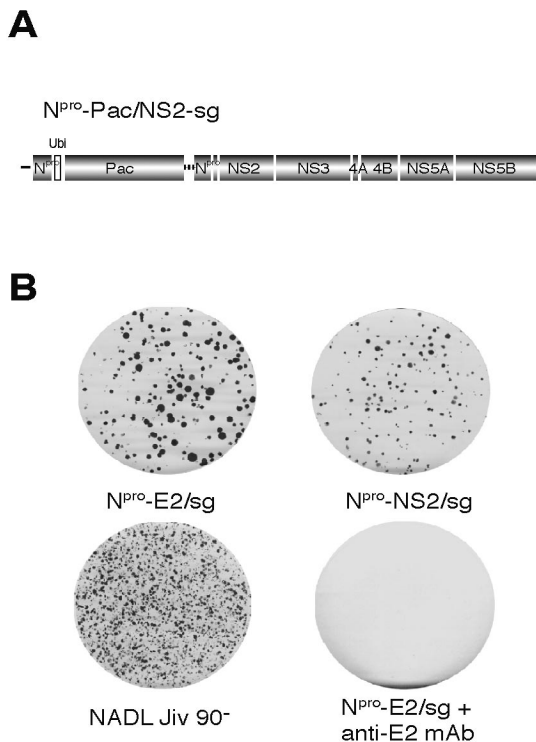 A
Nᵖʳᵒ-Pac/NS2-sg
Ubi
Nᵖʳᵒ Pac Nᵖʳᵒ NS2 NS3 4A 4B NS5A NS5B
B
Nᵖʳᵒ-E2/sg Nᵖʳᵒ-NS2/sg
NADL Jiv 90⁻
Nᵖʳᵒ-E2/sg +
anti-E2 mAb